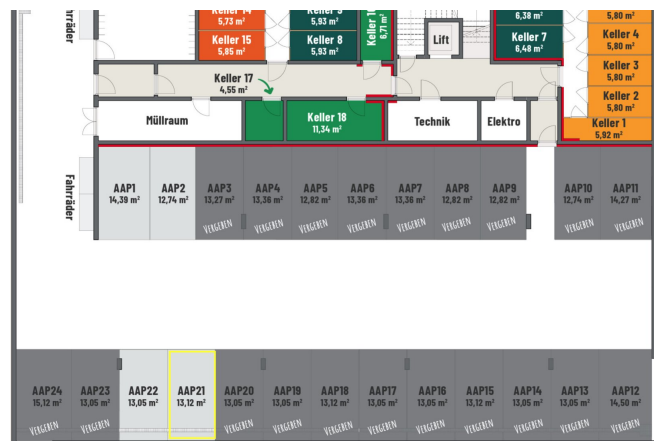 Fahrräder
Keller 14
5,73 m²
5,93 m²
Keller 15
5,85 m²
Keller 8
5,93 m²
6,71 m²
Lift
6,38 m²
Keller 7
6,48 m²
5,80 m²
Keller 4
5,80 m²
Keller 3
5,80 m²
Keller 2
5,80 m²
Keller 1
5,92 m²
Keller 17
4,55 m²
Müllraum
Keller 18
11,34 m²
Technik
Elektro
Fahrräder
AAP1
14,39 m²
AAP2
12,74 m²
AAP3
13,27 m²
VERGEBEN
AAP4
13,36 m²
VERGEBEN
AAP5
12,82 m²
VERGEBEN
AAP6
13,36 m²
VERGEBEN
AAP7
13,36 m²
VERGEBEN
AAP8
12,82 m²
VERGEBEN
AAP9
12,82 m²
VERGEBEN
AAP10
12,74 m²
VERGEBEN
AAP11
14,27 m²
VERGEBEN
AAP24
15,12 m²
VERGEBEN
AAP23
13,05 m²
VERGEBEN
AAP22
13,05 m²
AAP21
13,12 m²
AAP20
13,05 m²
VERGEBEN
AAP19
13,05 m²
VERGEBEN
AAP18
13,12 m²
VERGEBEN
AAP17
13,05 m²
VERGEBEN
AAP16
13,05 m²
VERGEBEN
AAP15
13,12 m²
VERGEBEN
AAP14
13,05 m²
VERGEBEN
AAP13
13,05 m²
VERGEBEN
AAP12
14,50 m²
VERGEBEN